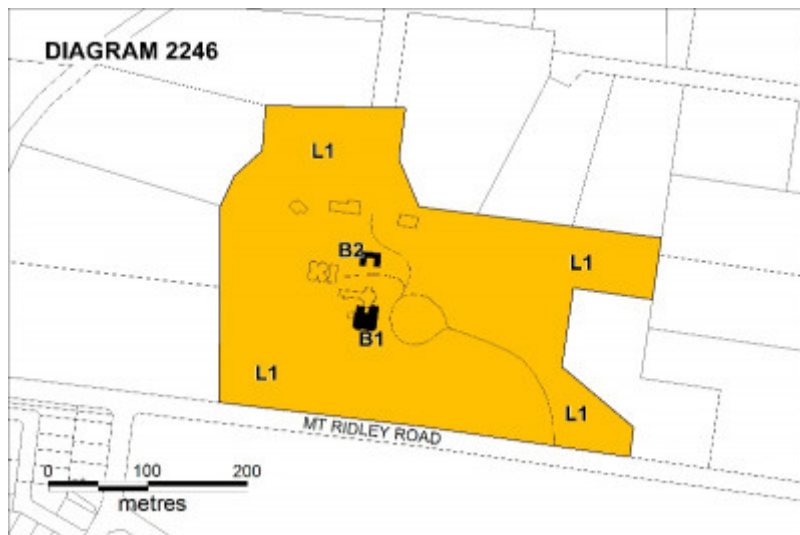 DIAGRAM 2246
L1
B2
L1
B1
L1
L1
MT RIDLEY ROAD
0 100 200
metres